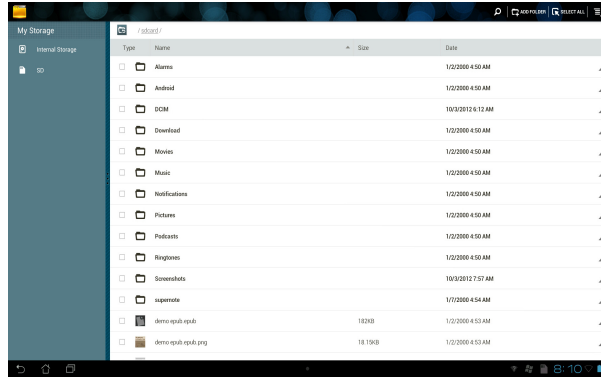 ADD FOLDER SELECT ALL
My Storage
/ sdcard /
Internal Storage
SD
Type Name Size Date
Alarms 1/2/2000 4:50 AM
Android 1/2/2000 4:50 AM
DCIM 10/3/2012 6:12 AM
Download 1/2/2000 4:50 AM
Movies 1/2/2000 4:50 AM
Music 1/2/2000 4:50 AM
Notifications 1/2/2000 4:50 AM
Pictures 1/2/2000 4:50 AM
Podcasts 1/2/2000 4:50 AM
Ringtones 1/2/2000 4:50 AM
Screenshots 10/3/2012 7:57 AM
supernote 1/7/2000 4:54 AM
demo epub.epub 182KB 1/2/2000 4:53 AM
demo epub.epub.png 18.15KB 1/2/2000 4:53 AM
8:10